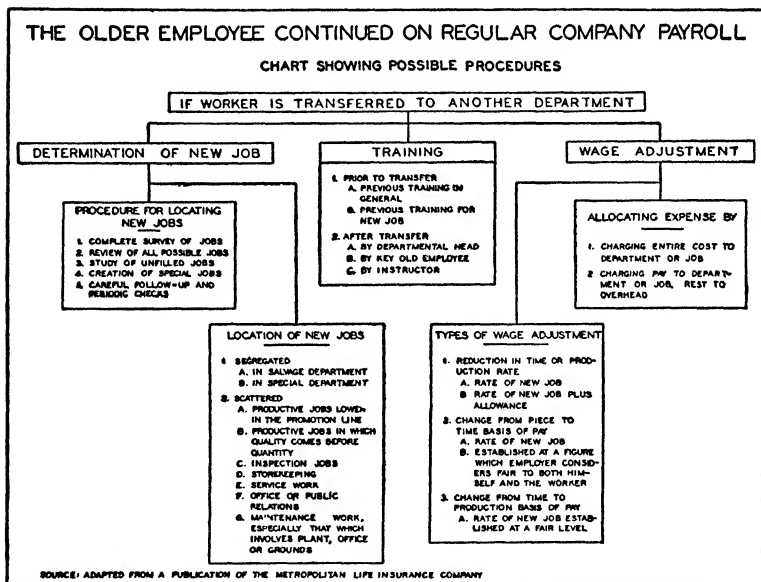 THE OLDER EMPLOYEE CONTINUED ON REGULAR COMPANY PAYROLL
CHART SHOWING POSSIBLE PROCEDURES
IF WORKER IS TRANSFERRED TO ANOTHER DEPARTMENT
DETERMINATION OF NEW JOB
PROCEDURE FOR LOCATING
NEW JOBS
1. COMPLETE SURVEY OF JOBS
2. REVIEW OF ALL POSSIBLE JOBS
3. STUDY OF UNFILLED JOBS
4. CREATION OF SPECIAL JOBS
5. CAREFUL FOLLOW-UP AND
PERIODIC CHECKS
LOCATION OF NEW JOBS
1. SEGREGATED
A. IN SALVAGE DEPARTMENT
B. IN SPECIAL DEPARTMENT
2. SCATTERED
A. PRODUCTIVE JOBS LOWER
IN THE PROMOTION LINE
B. PRODUCTIVE JOBS IN WHICH
QUALITY COMES BEFORE
QUANTITY
C. INSPECTION JOBS
D. STOREKEEPING
E. SERVICE WORK
F. OFFICE OR PUBLIC
RELATIONS
G. MAINTENANCE WORK,
ESPECIALLY THAT WHICH
INVOLVES PLANT, OFFICE
OR GROUNDS
TRAINING
1. PRIOR TO TRANSFER
A. PREVIOUS TRAINING IN
GENERAL
B. PREVIOUS TRAINING FOR
NEW JOB
2. AFTER TRANSFER
A. BY DEPARTMENTAL HEAD
B. BY KEY OLD EMPLOYEE
C. BY INSTRUCTOR
WAGE ADJUSTMENT
TYPES OF WAGE ADJUSTMENT
1. REDUCTION IN TIME OR PROD-
UCTION RATE
A. RATE OF NEW JOB
B RATE OF NEW JOB PLUS
ALLOWANCE
2. CHANGE FROM PIECE TO
TIME BASIS OF PAY
A. RATE OF NEW JOB
B. ESTABLISHED AT A FIGURE
WHICH EMPLOYER CONSID-
ERS FAIR TO BOTH HIM-
SELF AND THE WORKER
3. CHANGE FROM TIME TO
PRODUCTION BASIS OF PAY
A. RATE OF NEW JOB ESTAB-
LISHED AT A FAIR LEVEL
ALLOCATING EXPENSE BY
1. CHARGING ENTIRE COST TO
DEPARTMENT OR JOB
2 CHARGING PAY TO DEPART-
MENT OR JOB, REST TO
OVERHEAD
SOURCE: ADAPTED FROM A PUBLICATION OF THE METROPOLITAN LIFE INSURANCE COMPANY